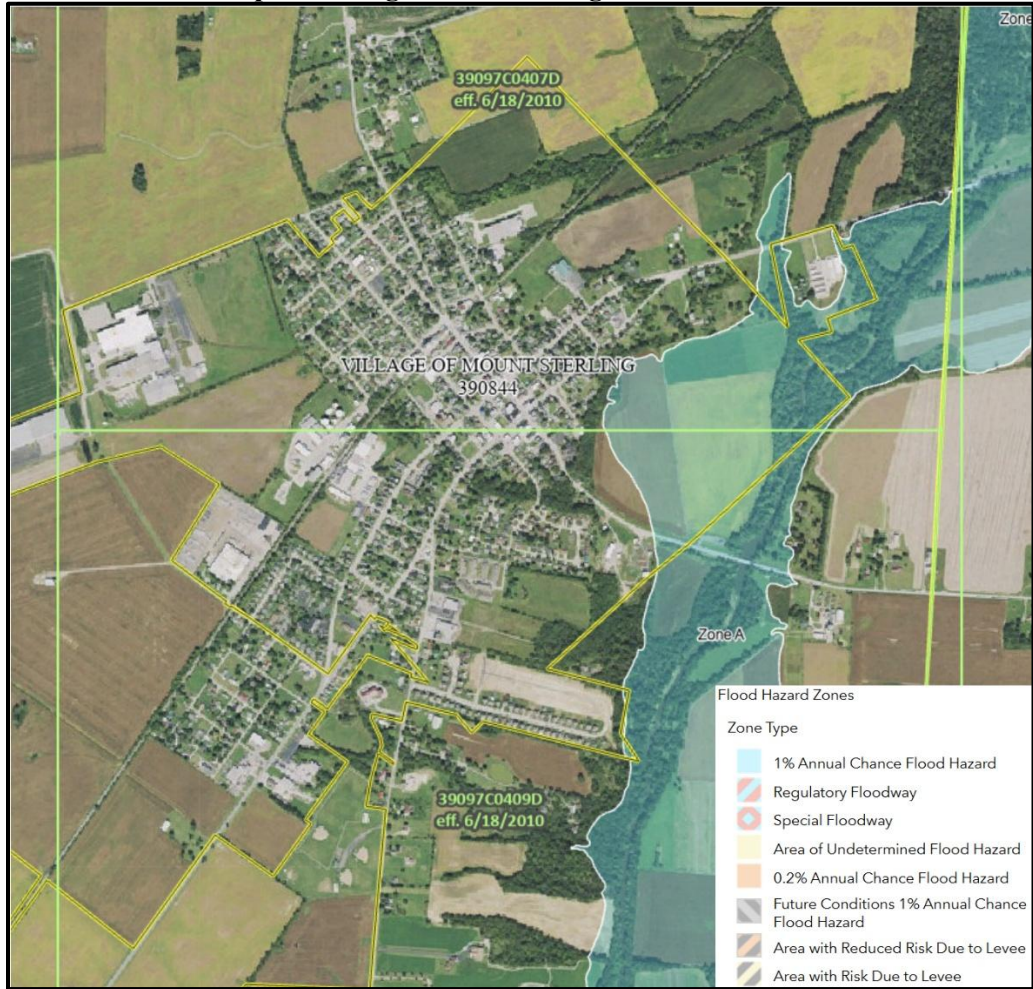 Zone
39097C0407D
eff. 6/18/2010
VILLAGE OF MOUNT STERLING
390844
Zone A
39097C0409D
eff. 6/18/2010
Flood Hazard Zones
Zone Type
1% Annual Chance Flood Hazard
Regulatory Floodway
Special Floodway
Area of Undetermined Flood Hazard
0.2% Annual Chance Flood Hazard
Future Conditions 1% Annual Chance
Flood Hazard
Area with Reduced Risk Due to Levee
Area with Risk Due to Levee